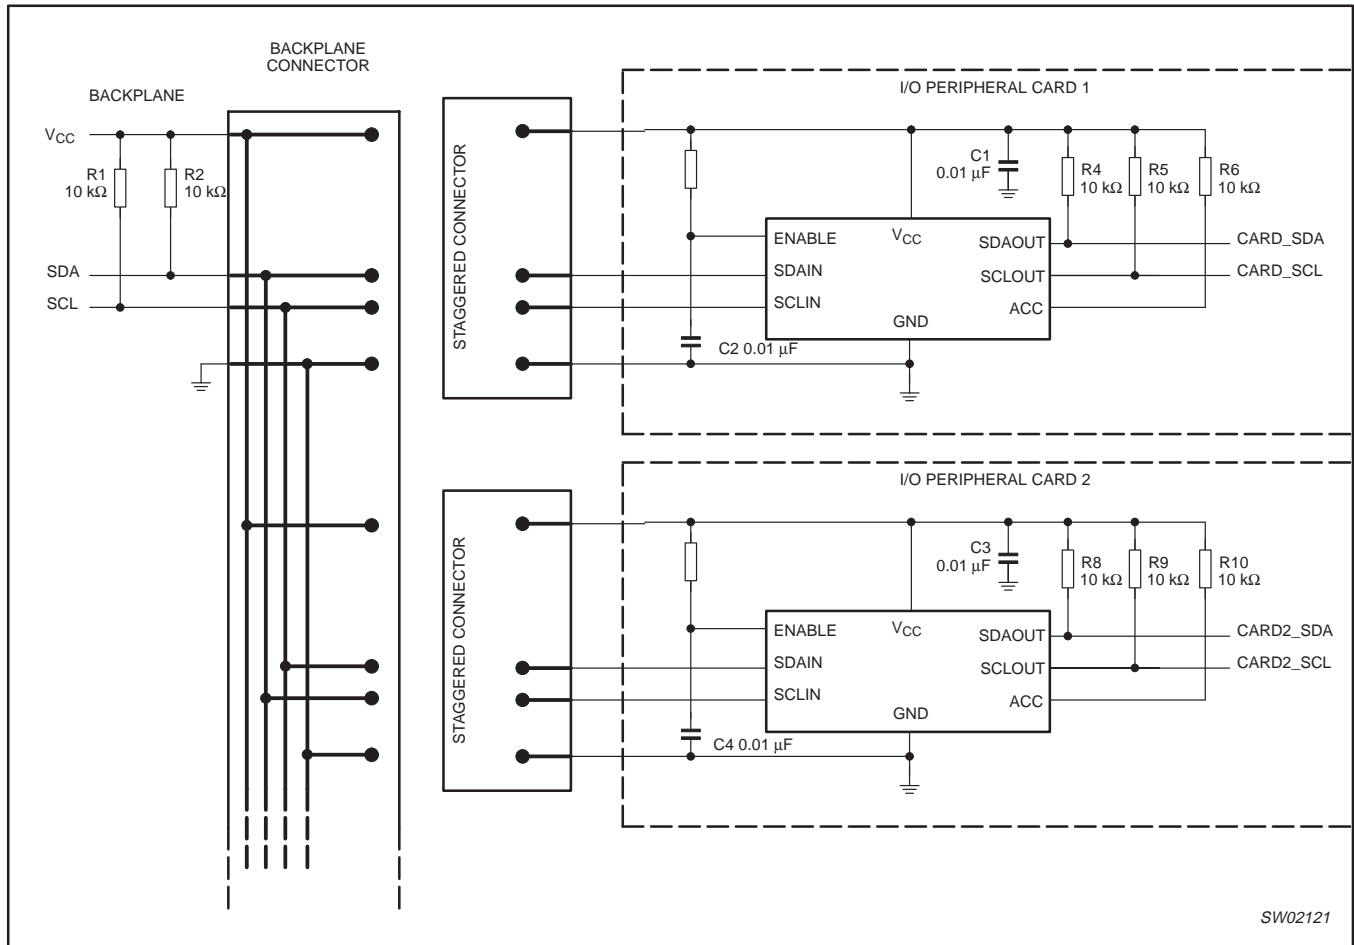 BACKPLANE
CONNECTOR
BACKPLANE
VCC
R1
10 kΩ
R2
10 kΩ
SDA
SCL
STAGGERED CONNECTOR
I/O PERIPHERAL CARD 1
C1
0.01 μF
R4
10 kΩ
R5
10 kΩ
R6
10 kΩ
ENABLE
VCC
SDAOUT
CARD_SDA
SDAIN
SCLOUT
CARD_SCL
SCLIN
ACC
GND
C2 0.01 μF
STAGGERED CONNECTOR
I/O PERIPHERAL CARD 2
C3
0.01 μF
R8
10 kΩ
R9
10 kΩ
R10
10 kΩ
ENABLE
VCC
SDAOUT
CARD2_SDA
SDAIN
SCLOUT
CARD2_SCL
SCLIN
ACC
GND
C4 0.01 μF
SW02121